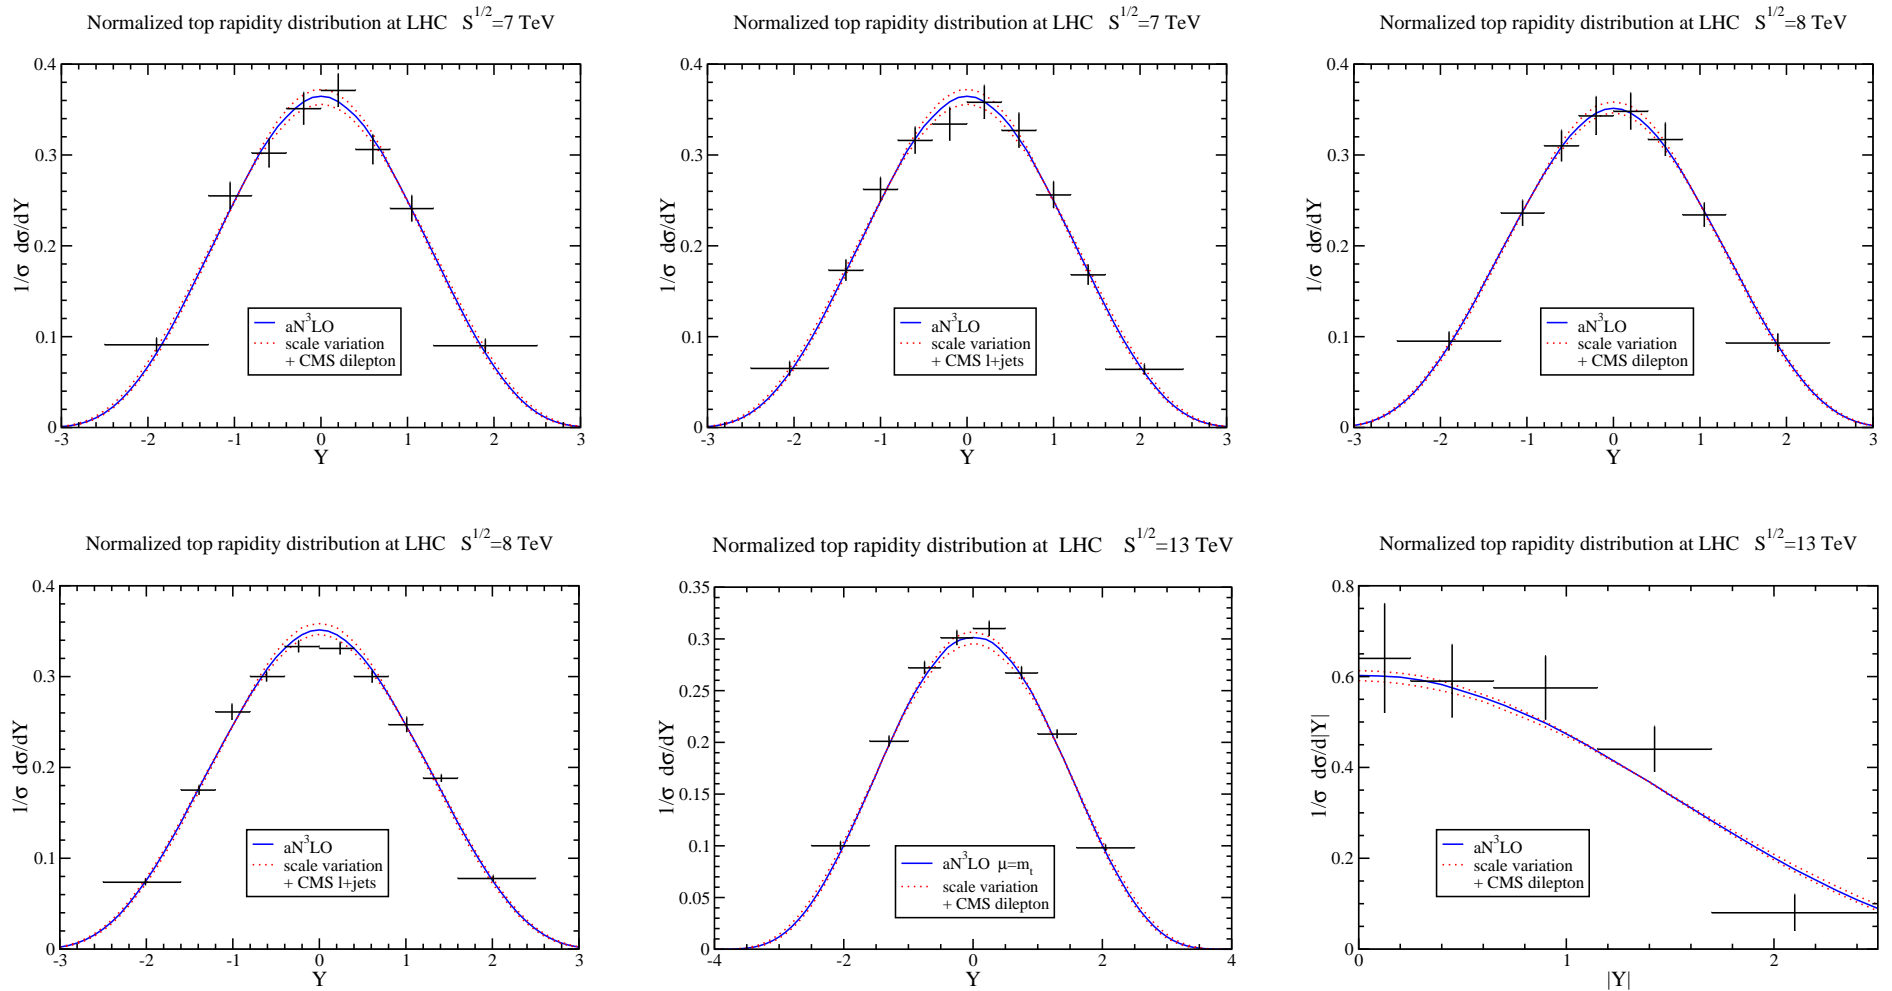 Normalized top rapidity distribution at LHC S^1/2=7 TeV
0.4
0.3
0.2
0.1
0
-3 -2 -1 0 1 2 3
Y
1/σ dσ/dY
aN^3LO
scale variation
+ CMS dilepton
Normalized top rapidity distribution at LHC S^1/2=7 TeV
0.4
0.3
0.2
0.1
0
-3 -2 -1 0 1 2 3
Y
1/σ dσ/dY
aN^3LO
scale variation
+ CMS l+jets
Normalized top rapidity distribution at LHC S^1/2=8 TeV
0.4
0.3
0.2
0.1
0
-3 -2 -1 0 1 2 3
Y
1/σ dσ/dY
aN^3LO
scale variation
+ CMS dilepton
Normalized top rapidity distribution at LHC S^1/2=8 TeV
0.4
0.3
0.2
0.1
0
-3 -2 -1 0 1 2 3
Y
1/σ dσ/dY
aN^3LO
scale variation
+ CMS l+jets
Normalized top rapidity distribution at LHC S^1/2=13 TeV
0.35
0.3
0.25
0.2
0.15
0.1
0.05
0
-4 -2 0 2 4
Y
1/σ dσ/dY
aN^3LO μ=m_t
scale variation
+ CMS dilepton
Normalized top rapidity distribution at LHC S^1/2=13 TeV
0.8
0.6
0.4
0.2
0
0 1 2
|Y|
1/σ dσ/d|Y|
aN^3LO
scale variation
+ CMS dilepton